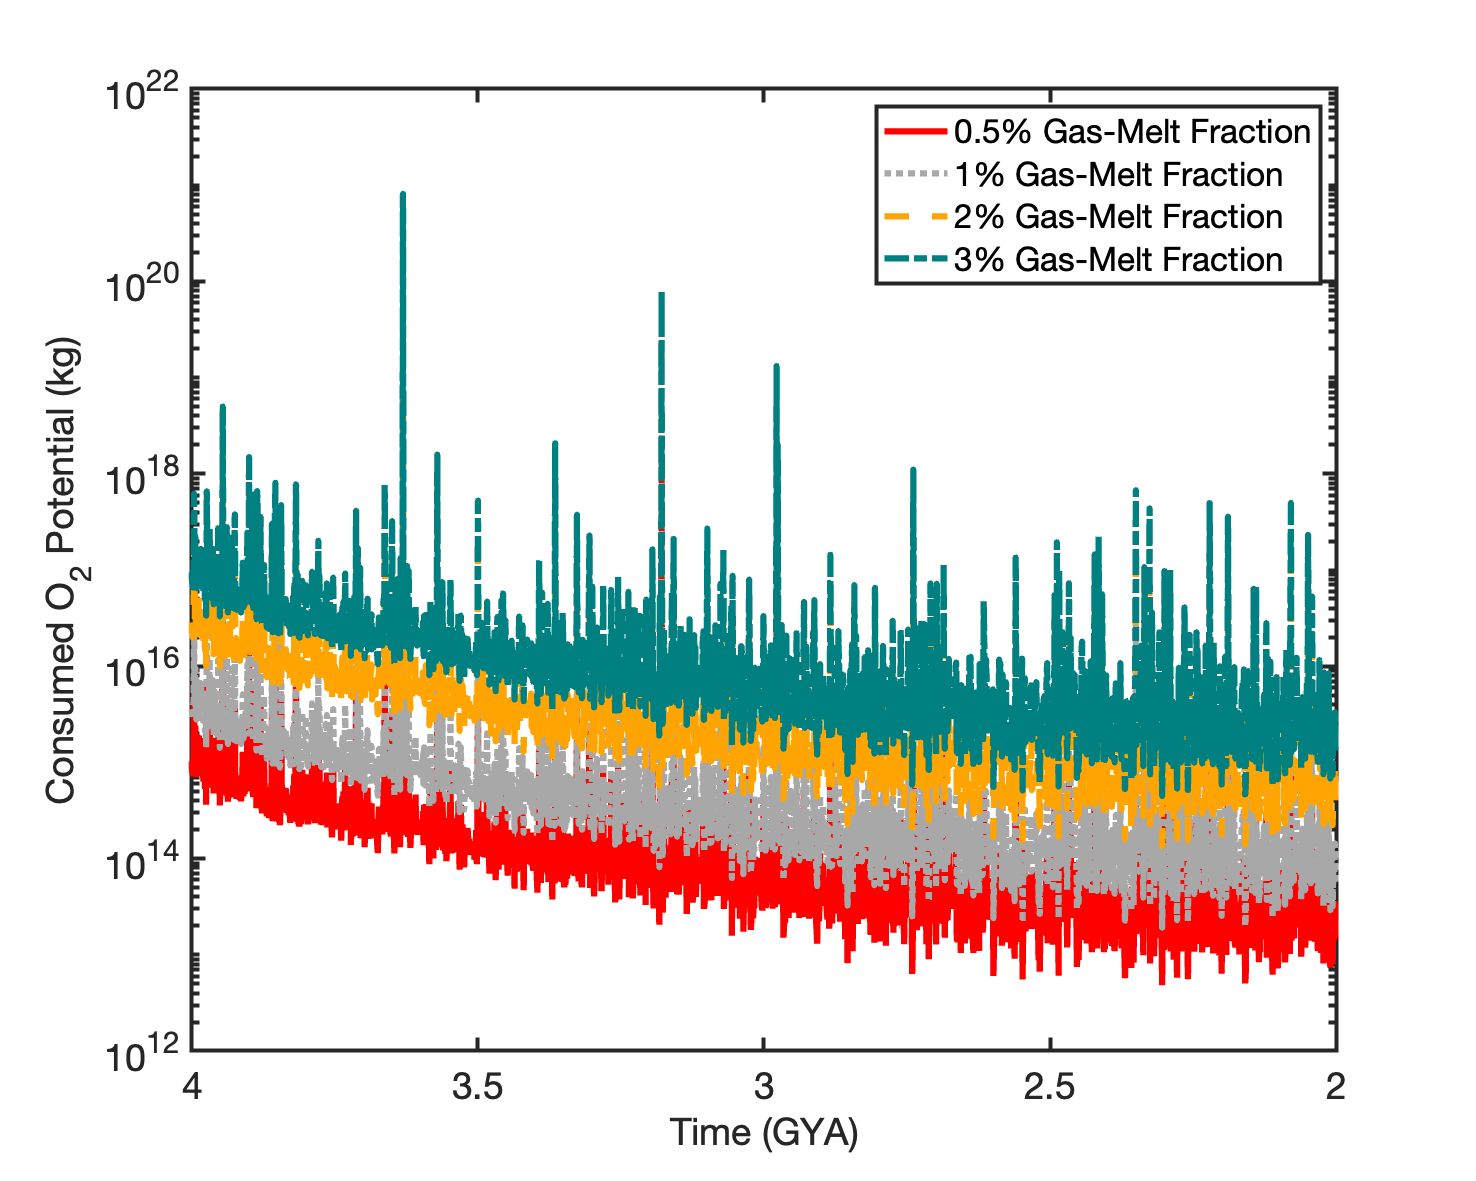 10^22
10^20
10^18
10^16
10^14
10^12
Consumed O₂ Potential (kg)
0.5% Gas-Melt Fraction
1% Gas-Melt Fraction
2% Gas-Melt Fraction
3% Gas-Melt Fraction
4 3.5 3 2.5 2
Time (GYA)